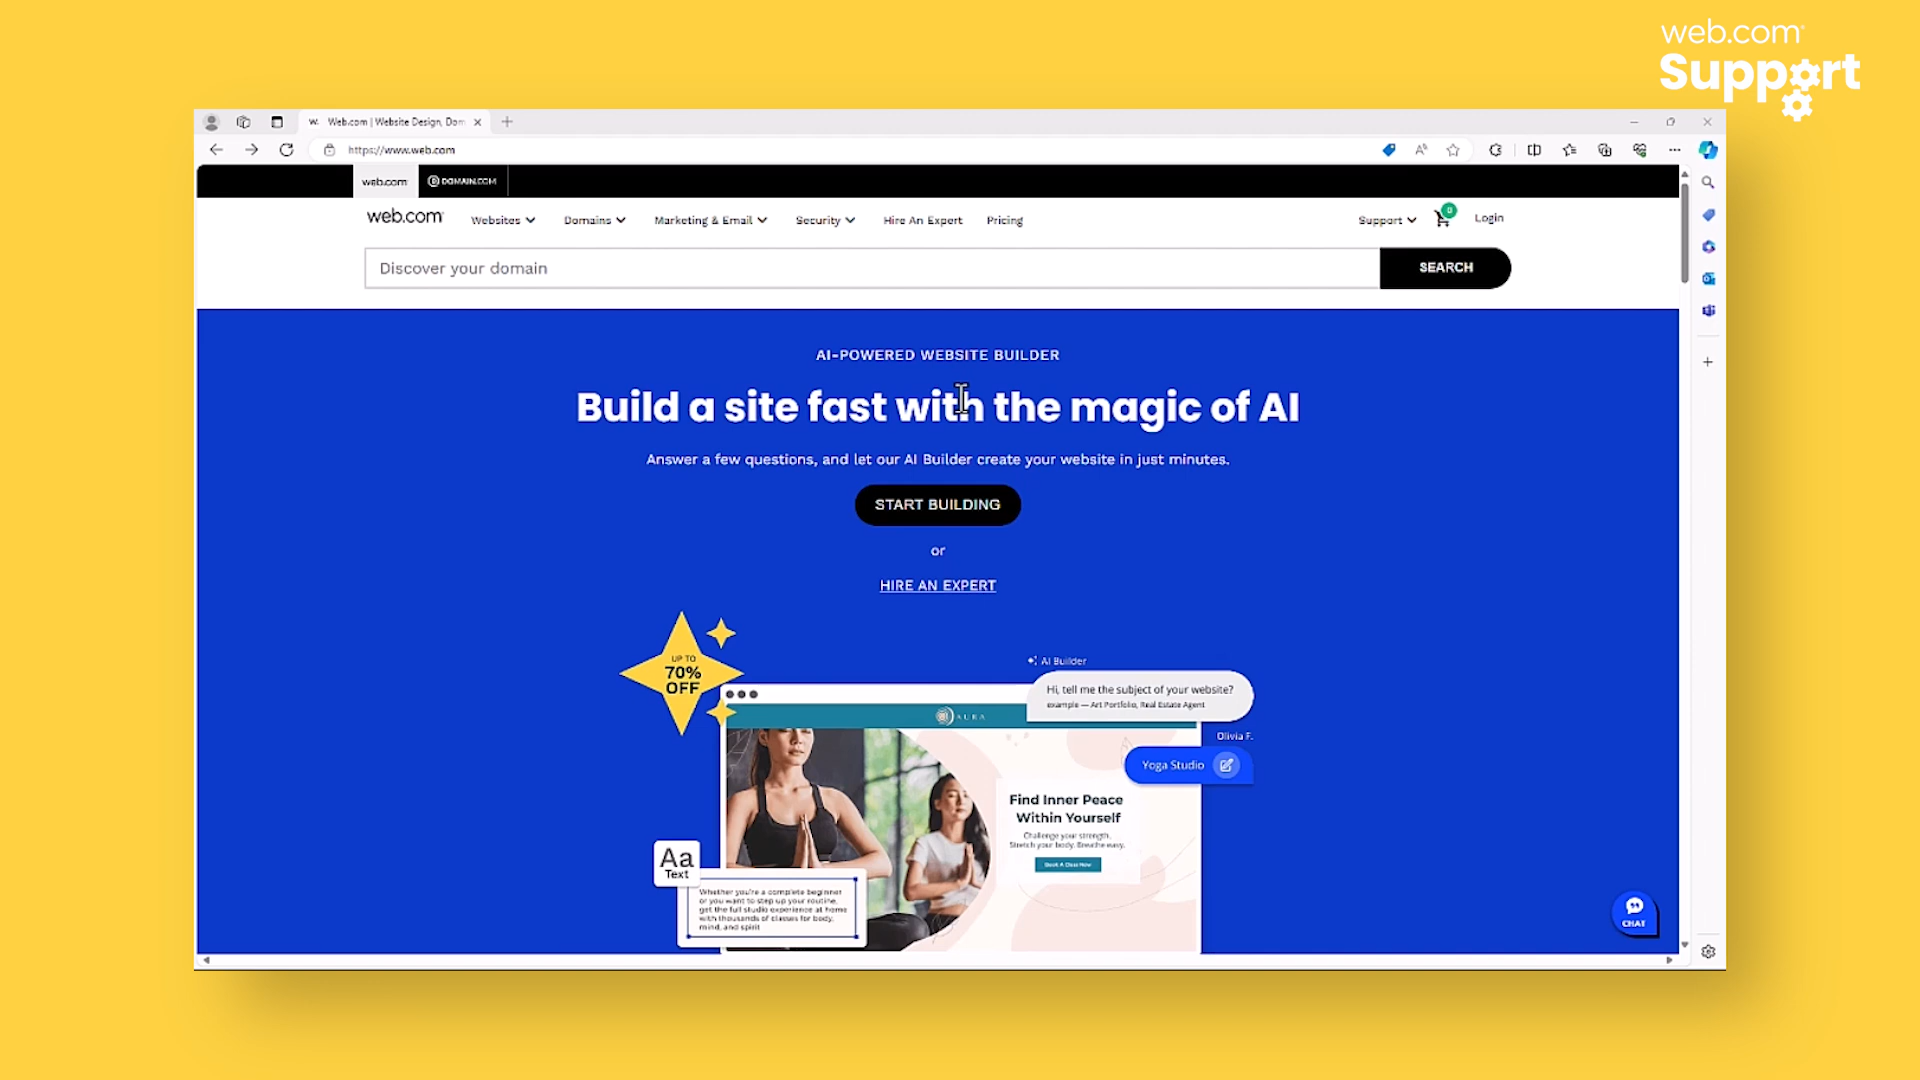 web.com
Support
W. Web.com | Website Design, Dom
https://www.web.com
web.com DOMAIN.COM
web.com Websites Domains Marketing & Email Security Hire An Expert Pricing Support 0 Login
Discover your domain SEARCH
AI-POWERED WEBSITE BUILDER
Build a site fast with the magic of AI
Answer a few questions, and let our AI Builder create your website in just minutes.
START BUILDING
or
HIRE AN EXPERT
UP TO
70%
OFF
AI Builder
Hi, tell me the subject of your website?
example — Art Portfolio, Real Estate Agent
AURA
Olivia F.
Yoga Studio
Find Inner Peace
Within Yourself
Challenge your strength.
Stretch your body. Breathe easy.
Book A Class Now
Aa
Text
Whether you're a complete beginner
or you want to step up your routine,
get the full studio experience at home
with thousands of classes for body,
mind, and spirit
CHAT